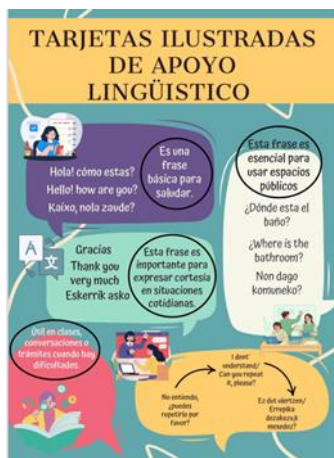 TARJETAS ILUSTRADAS
DE APOYO
LINGÜISTICO
Hola! cómo estas?
Hello! how are you?
Kaixo, nola zaude?
Es una
frase
básica para
saludar.
Esta frase es
esencial para
usar espacios
públicos
¿Dónde esta el
baño?
¿Where is the
bathroom?
Non dago
komuneko?
A
文
Gracias
Thank you
very much
Eskerrik asko
Esta frase es
importante para
expresar cortesía
en situaciones
cotidianas.
Útil en clases,
conversaciones o
trámites cuando hay
dificultades.
No entiendo,
¿puedes
repetirlo por
favor?
I dont'
understand/
Can you repeat
it, please?
Ez dut ulertzen/
Errepika
dezakezu,
mesedez?